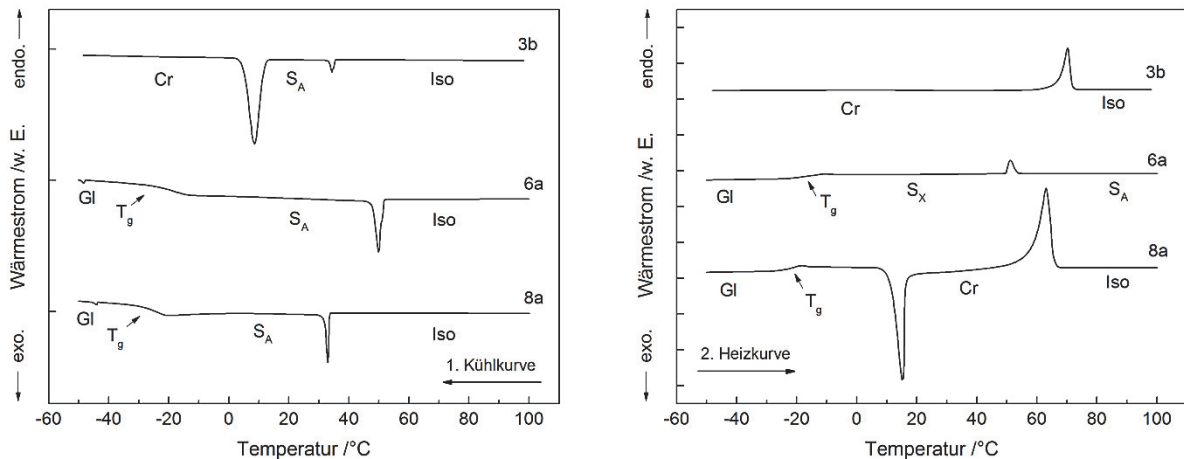 endo.
Wärmestrom /w. E.
exo.
3b
Cr
S_A
Iso
6a
Gl
T_g
S_A
Iso
8a
Gl
T_g
S_A
Iso
1. Kühlkurve
-60 -40 -20 0 20 40 60 80 100
Temperatur /°C
endo.
Wärmestrom /w. E.
exo.
3b
Cr
Iso
6a
Gl
T_g
S_X
S_A
8a
Gl
T_g
Cr
Iso
2. Heizkurve
-60 -40 -20 0 20 40 60 80 100
Temperatur /°C